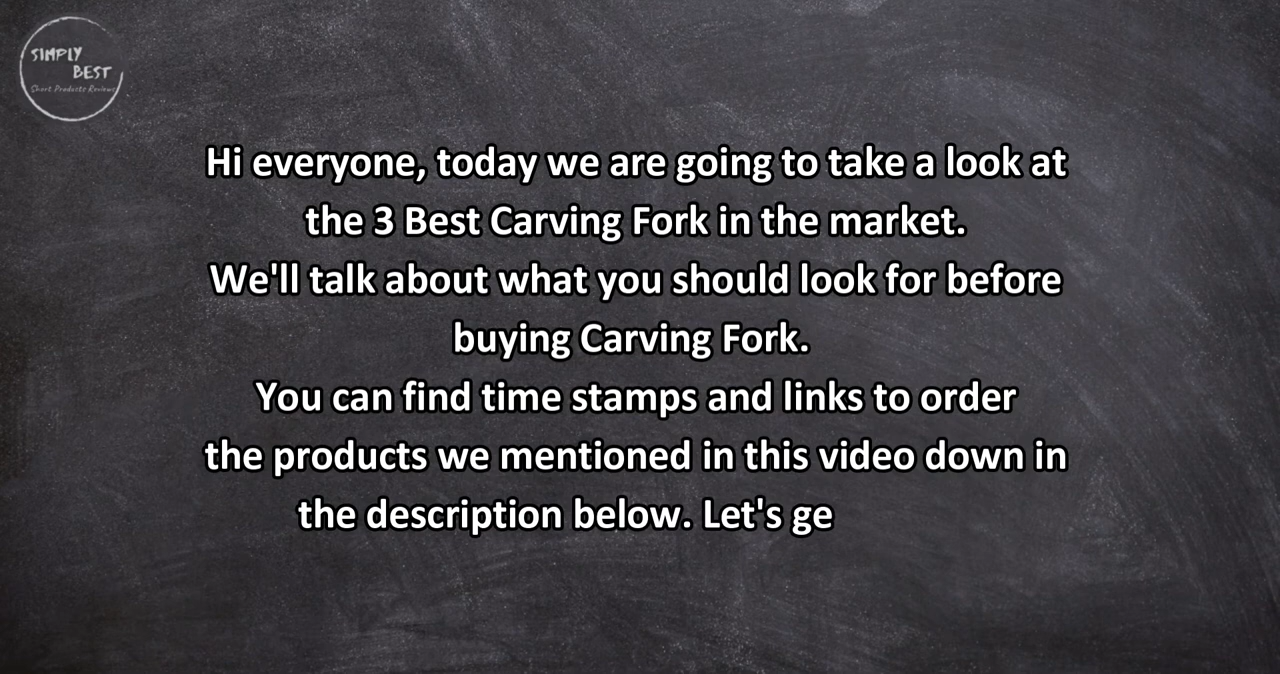 SIMPLY
BEST
Short Products Reviews
Hi everyone, today we are going to take a look at
the 3 Best Carving Fork in the market.
We'll talk about what you should look for before
buying Carving Fork.
You can find time stamps and links to order
the products we mentioned in this video down in
the description below. Let's ge